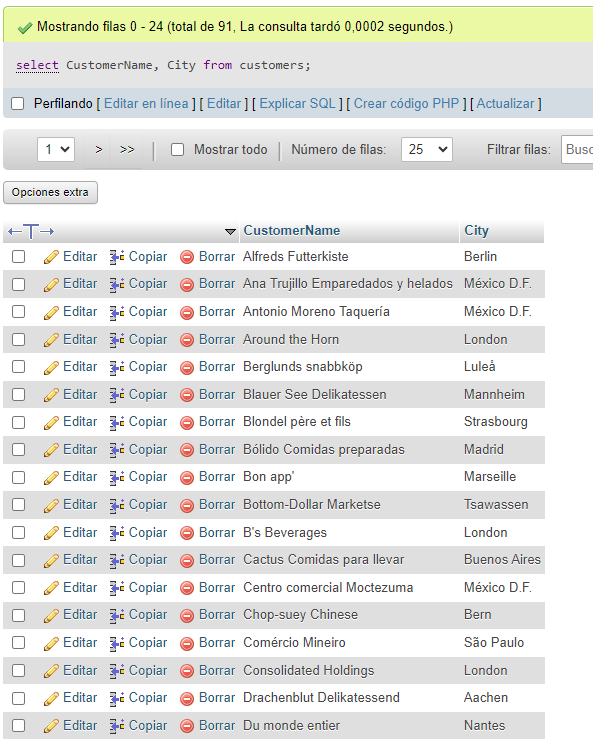 Mostrando filas 0 - 24 (total de 91, La consulta tardó 0,0002 segundos.)
select CustomerName, City from customers;
Perfilando [ Editar en línea ] [ Editar ] [ Explicar SQL ] [ Crear código PHP ] [ Actualizar ]
1 > >> | Mostrar todo | Número de filas: 25 Filtrar filas: Busc
Opciones extra
←T→ CustomerName City
Editar Copiar Borrar Alfreds Futterkiste Berlin
Editar Copiar Borrar Ana Trujillo Emparedados y helados México D.F.
Editar Copiar Borrar Antonio Moreno Taquería México D.F.
Editar Copiar Borrar Around the Horn London
Editar Copiar Borrar Berglunds snabbköp Luleå
Editar Copiar Borrar Blauer See Delikatessen Mannheim
Editar Copiar Borrar Blondel père et fils Strasbourg
Editar Copiar Borrar Bólido Comidas preparadas Madrid
Editar Copiar Borrar Bon app' Marseille
Editar Copiar Borrar Bottom-Dollar Marketse Tsawassen
Editar Copiar Borrar B's Beverages London
Editar Copiar Borrar Cactus Comidas para llevar Buenos Aires
Editar Copiar Borrar Centro comercial Moctezuma México D.F.
Editar Copiar Borrar Chop-suey Chinese Bern
Editar Copiar Borrar Comércio Mineiro São Paulo
Editar Copiar Borrar Consolidated Holdings London
Editar Copiar Borrar Drachenblut Delikatessend Aachen
Editar Copiar Borrar Du monde entier Nantes